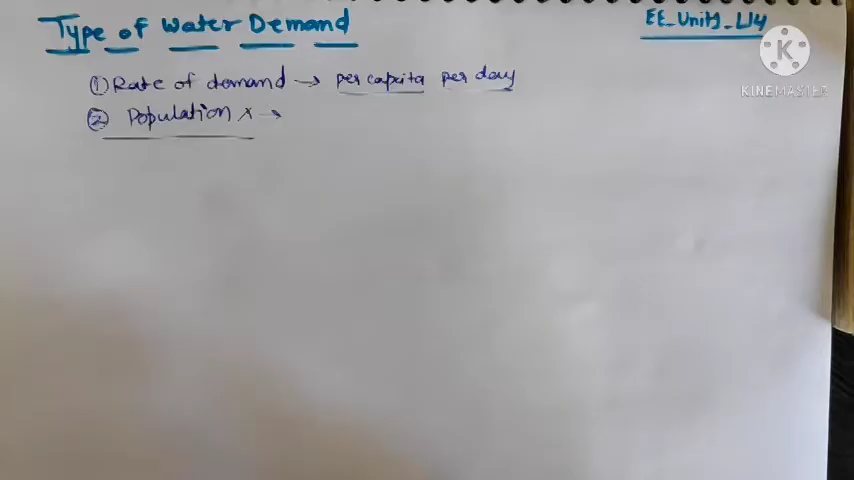 Type of Water Demand
EE_Unit1_L14
① Rate of demand → per capita per day
② Population x →
K
KINEMASTER